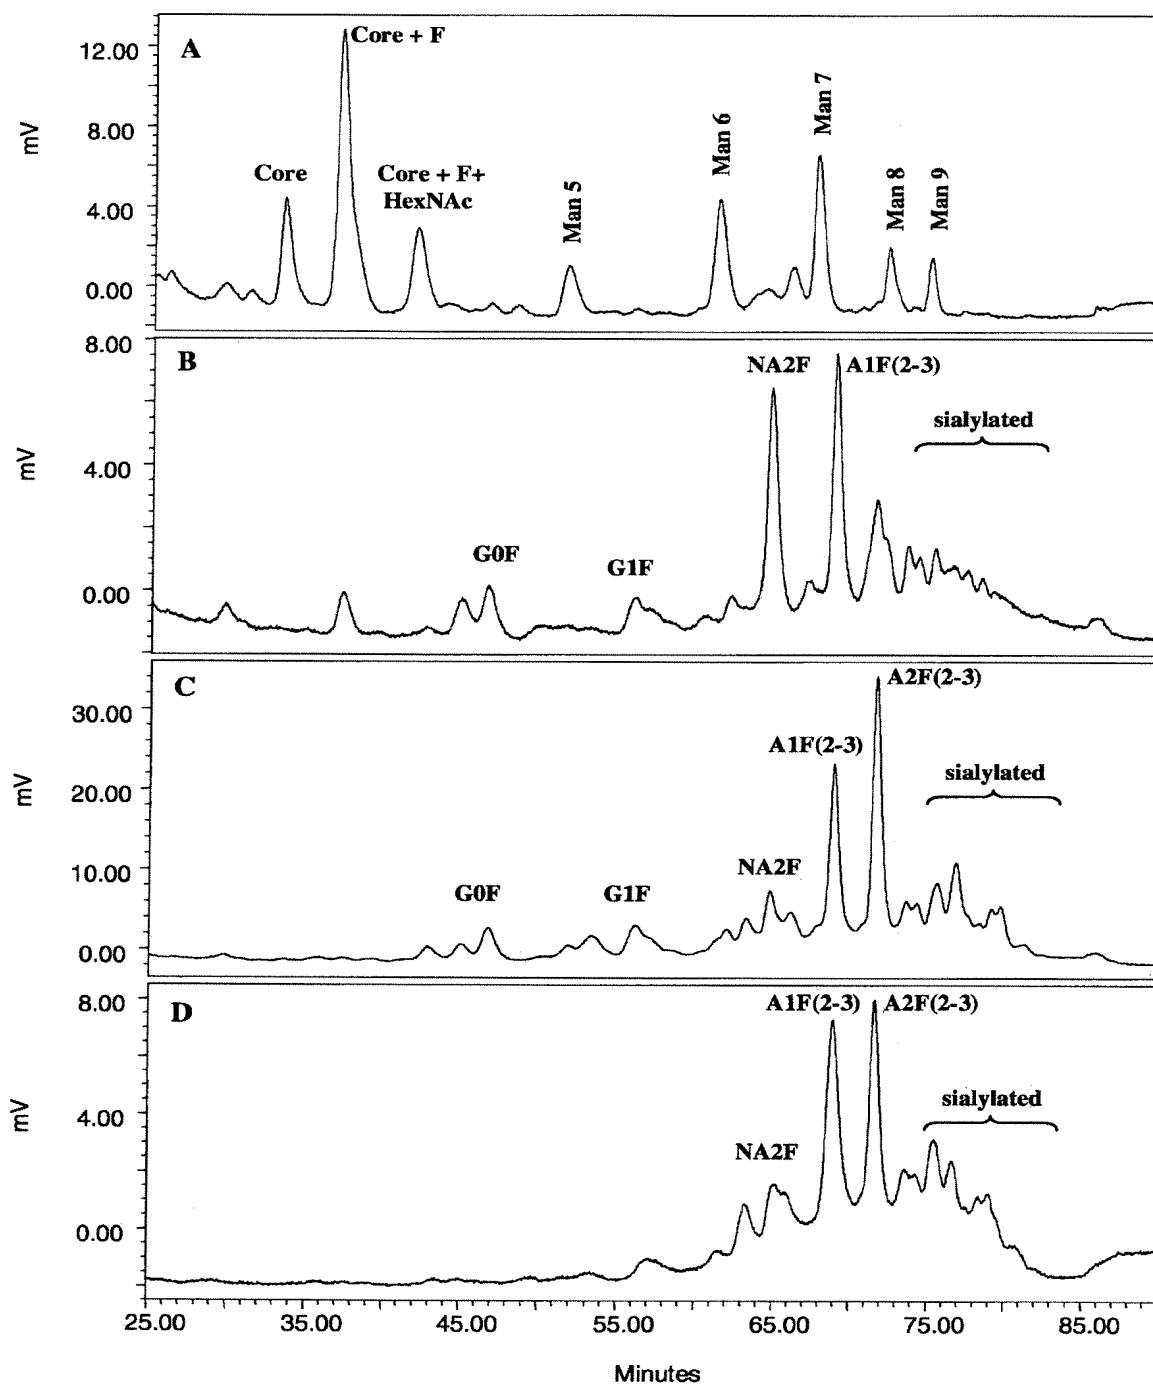 A
Core + F
12.00
mV
8.00
4.00
0.00
Core
Core + F+
HexNAc
Man 5
Man 6
Man 7
Man 8
Man 9
B
8.00
mV
4.00
0.00
NA2F
A1F(2-3)
sialylated
G0F
G1F
C
A2F(2-3)
30.00
mV
20.00
10.00
0.00
A1F(2-3)
sialylated
NA2F
G0F
G1F
D
8.00
mV
4.00
0.00
A1F(2-3)
A2F(2-3)
sialylated
NA2F
25.00 35.00 45.00 55.00 65.00 75.00 85.00
Minutes